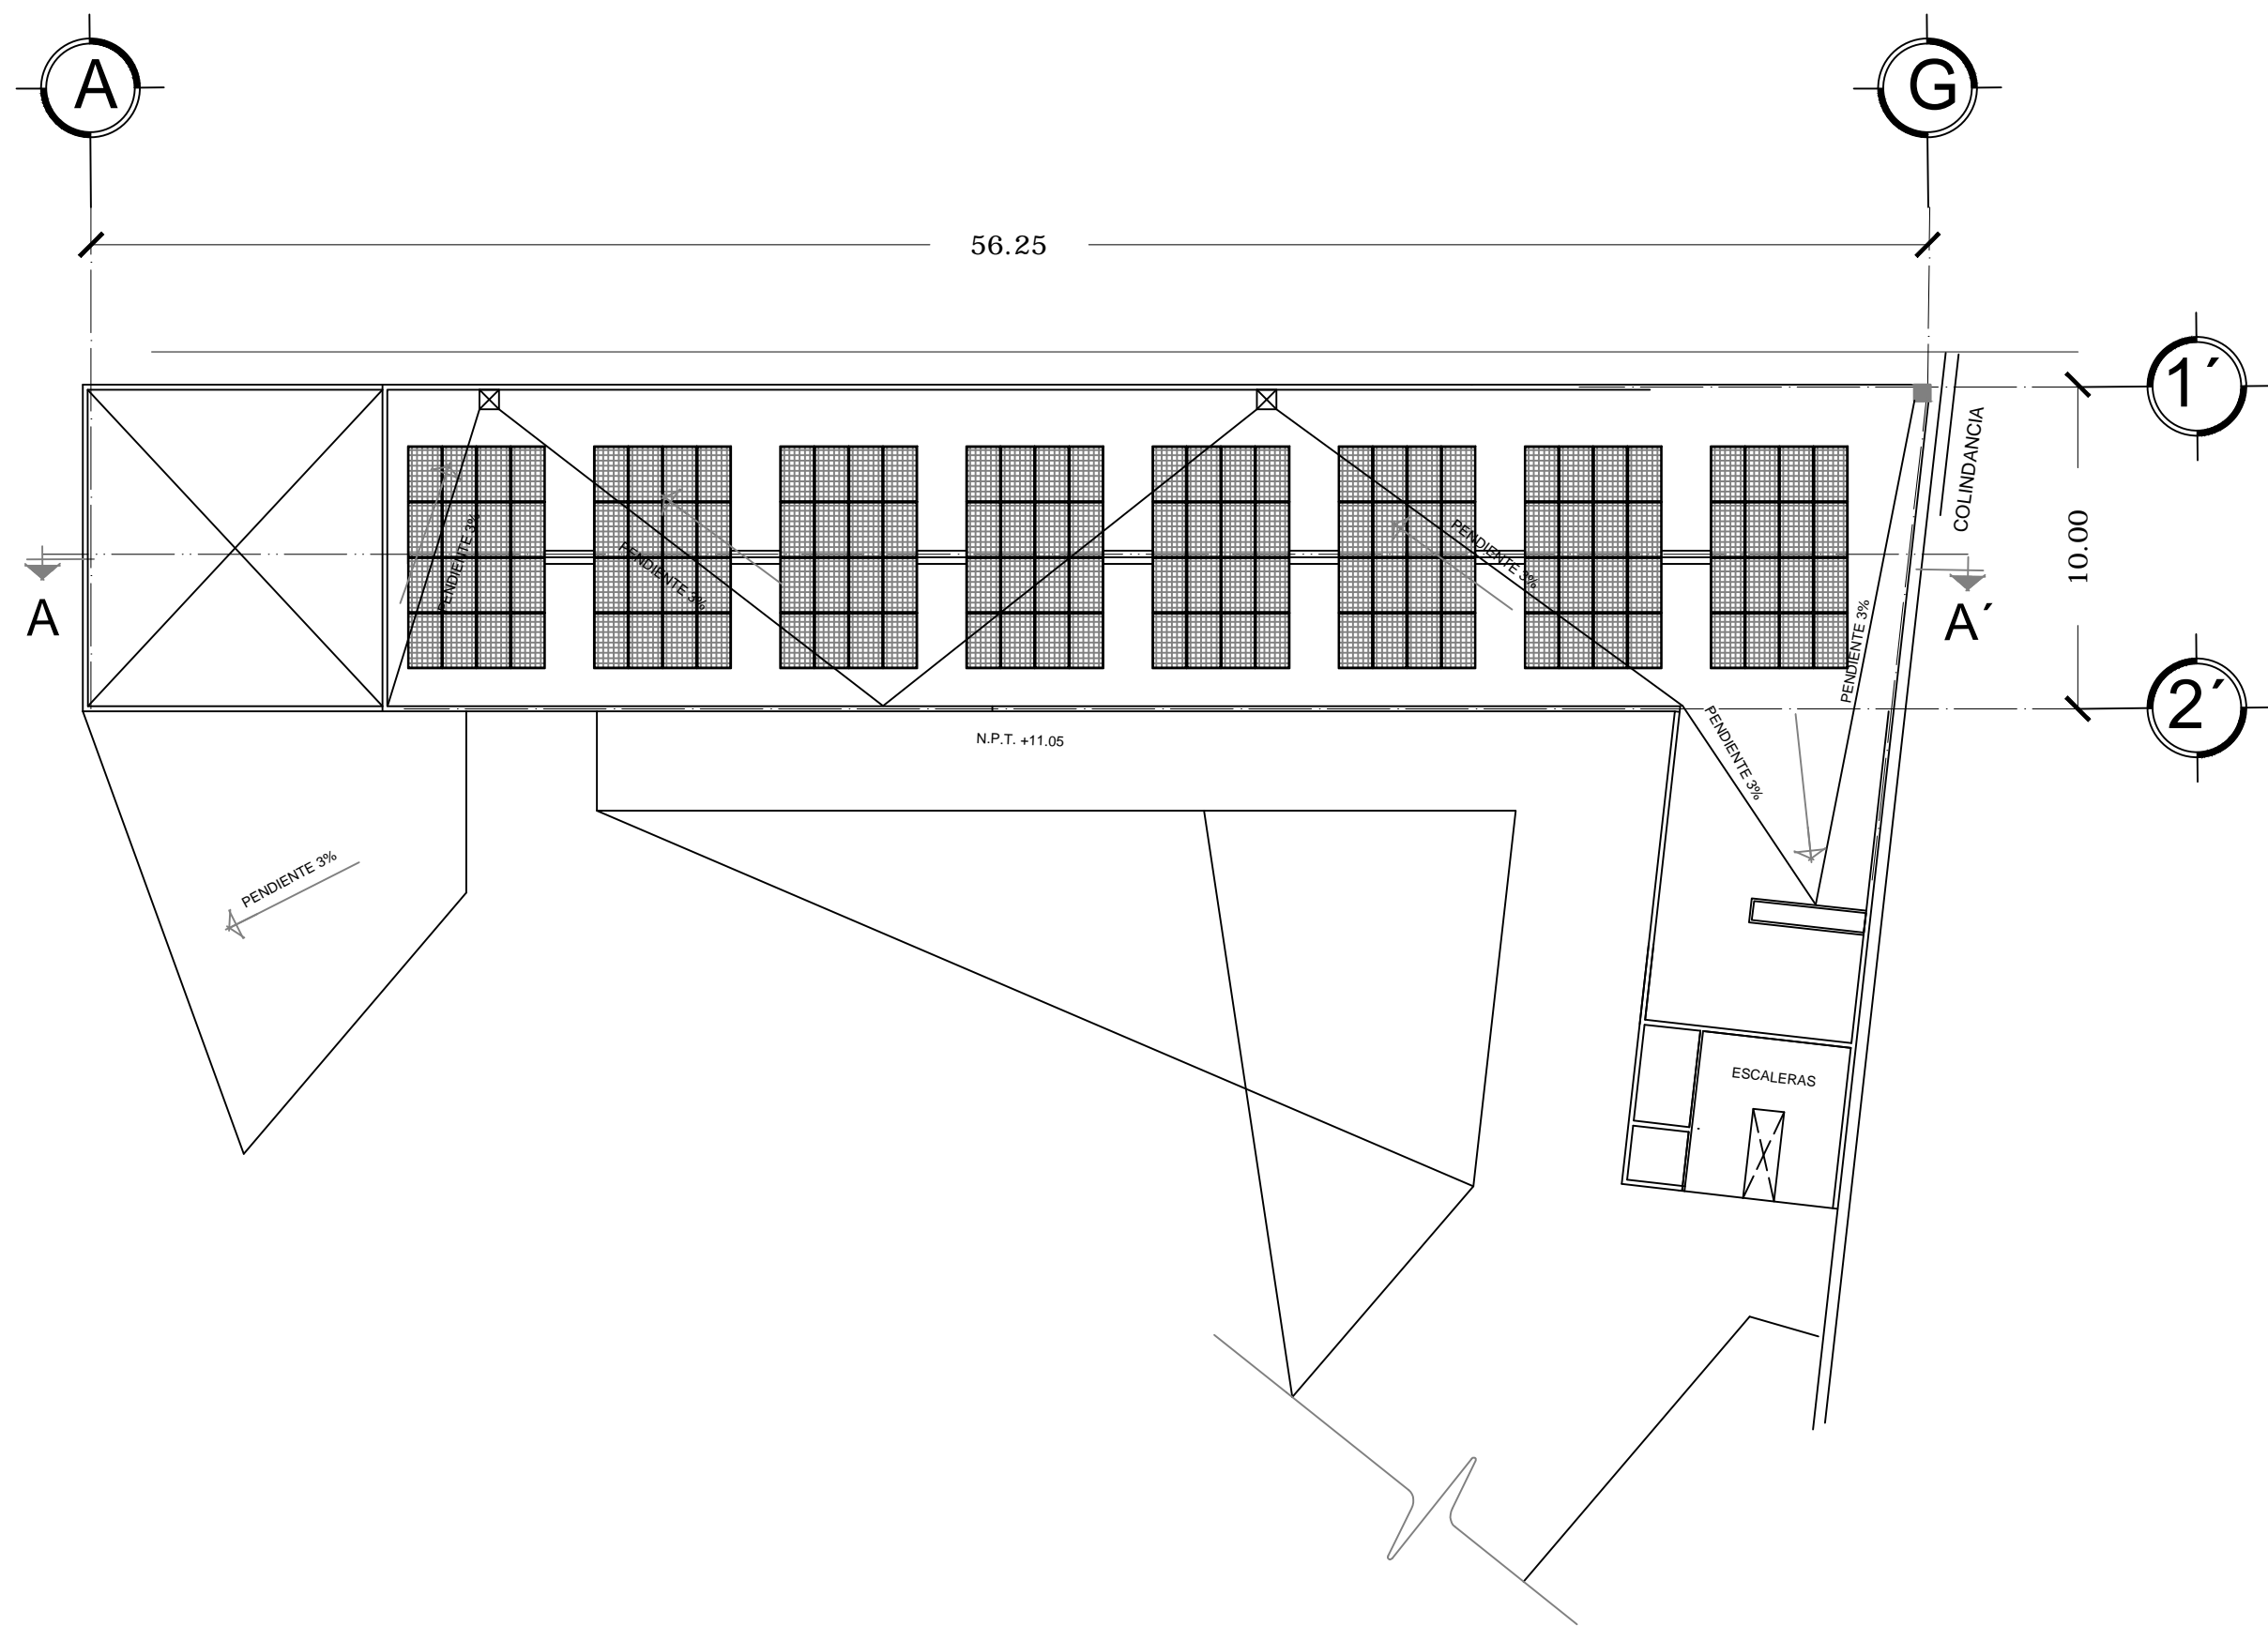 A
G
56.25
1´
COLINDANCIA
10.00
PENDIENTE 3%
PENDIENTE 3%
PENDIENTE 3%
PENDIENTE 3%
A
A´
2´
PENDIENTE 3%
N.P.T. +11.05
PENDIENTE 3%
ESCALERAS